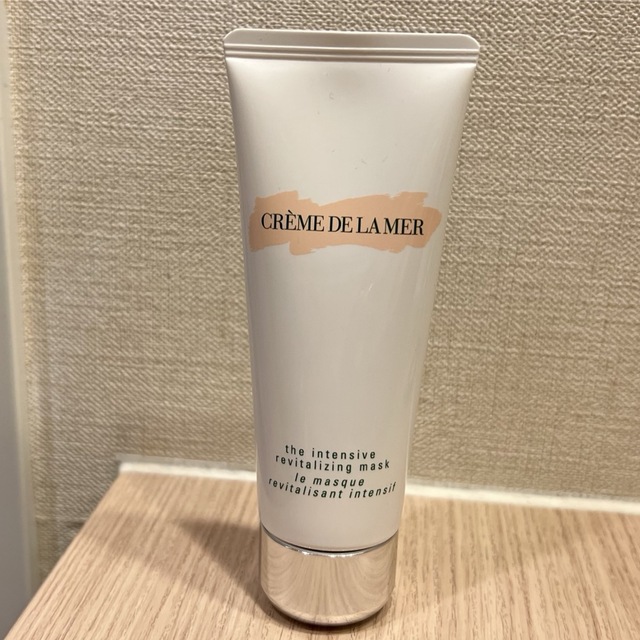 CRÈME DE LA MER
the intensive
revitalizing mask
le masque
revitalisant intensif